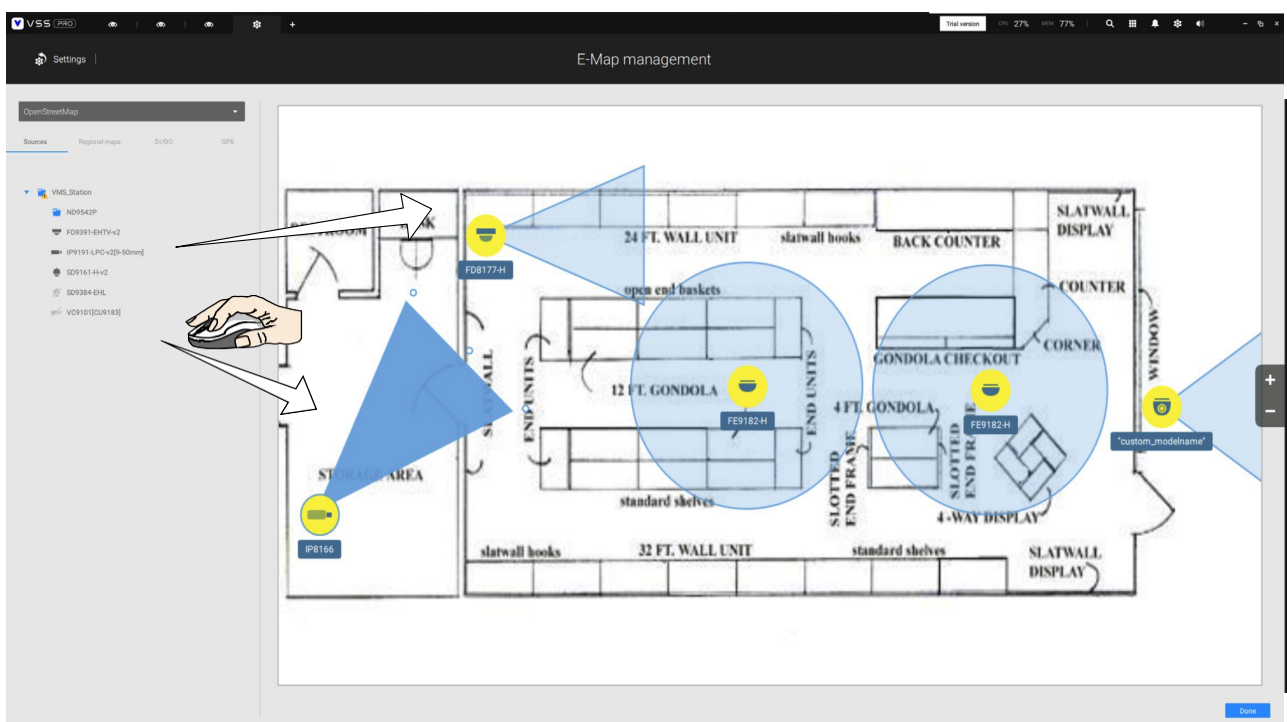 VSS PRO
Trial version
CPU 27%
MEM 77%
Settings
E-Map management
OpenStreetMap
Sources
Regional maps
DI/DO
GPS
VMS_Station
ND9542P
FD9391-EHTV-v2
IP9191-LPC-v2[9-50mm]
SD9161-H-v2
SD9384-EHL
VC9101[CU9183]
FD8177-H
24 FT. WALL UNIT
slatwall hooks
BACK COUNTER
SLATWALL
DISPLAY
open end baskets
COUNTER
CORNER
WINDOW
GONDOLA CHECKOUT
SLATWALL
END UNITS
12 FT. GONDOLA
END UNITS
FE9182-H
4 FT. GONDOLA
FE9182-H
"custom_modelname"
STORAGE AREA
standard shelves
SLOTTED
END FRAME
SLOTTED
END FRAME
4-WAY DISPLAY
IP8166
slatwall hooks
32 FT. WALL UNIT
standard shelves
SLATWALL
DISPLAY
+
−
Done